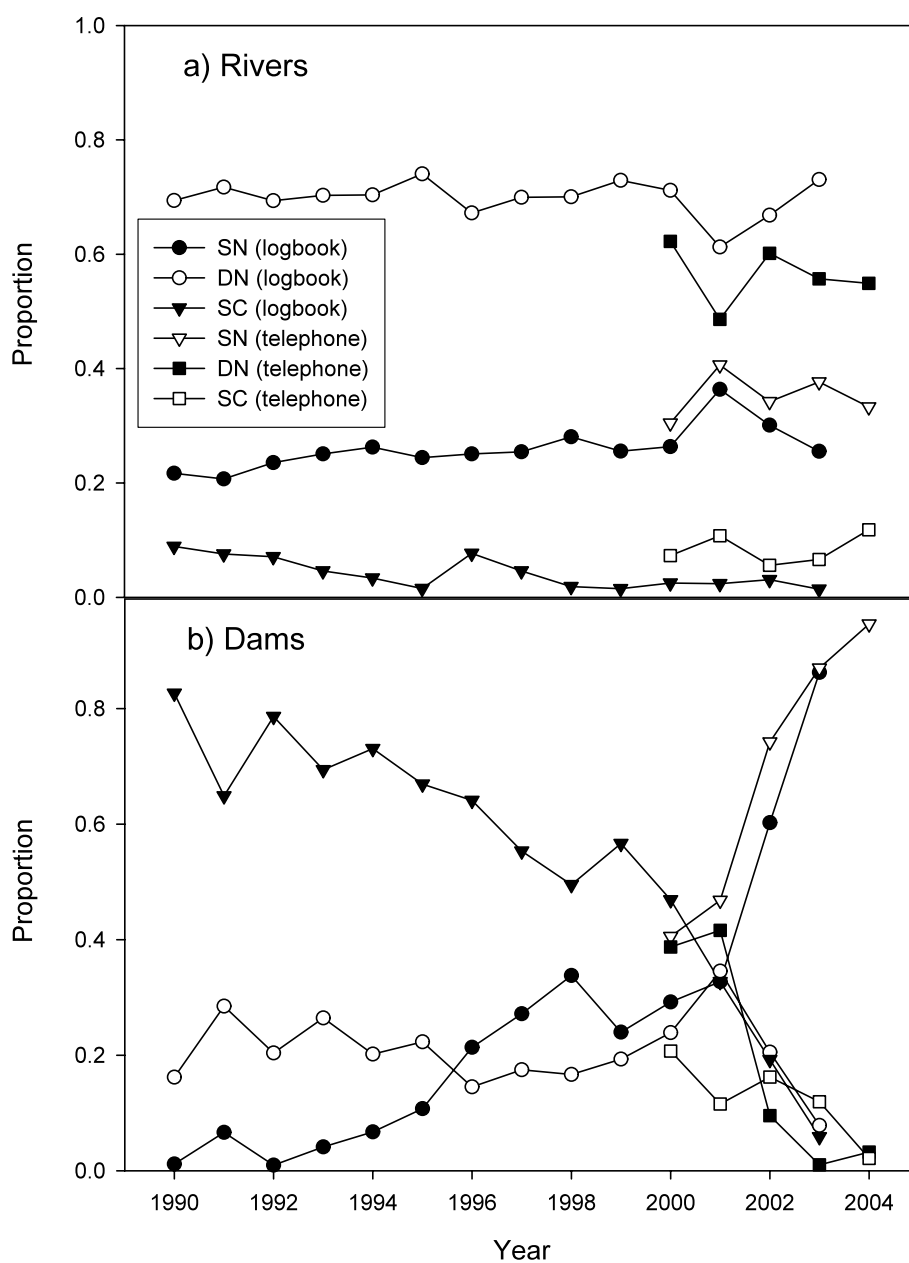 1.0
a) Rivers
0.8
0.6
0.4
0.2
0.0
Proportion
SN (logbook)
DN (logbook)
SC (logbook)
SN (telephone)
DN (telephone)
SC (telephone)
b) Dams
0.8
0.6
0.4
0.2
0.0
Proportion
1990 1992 1994 1996 1998 2000 2002 2004
Year